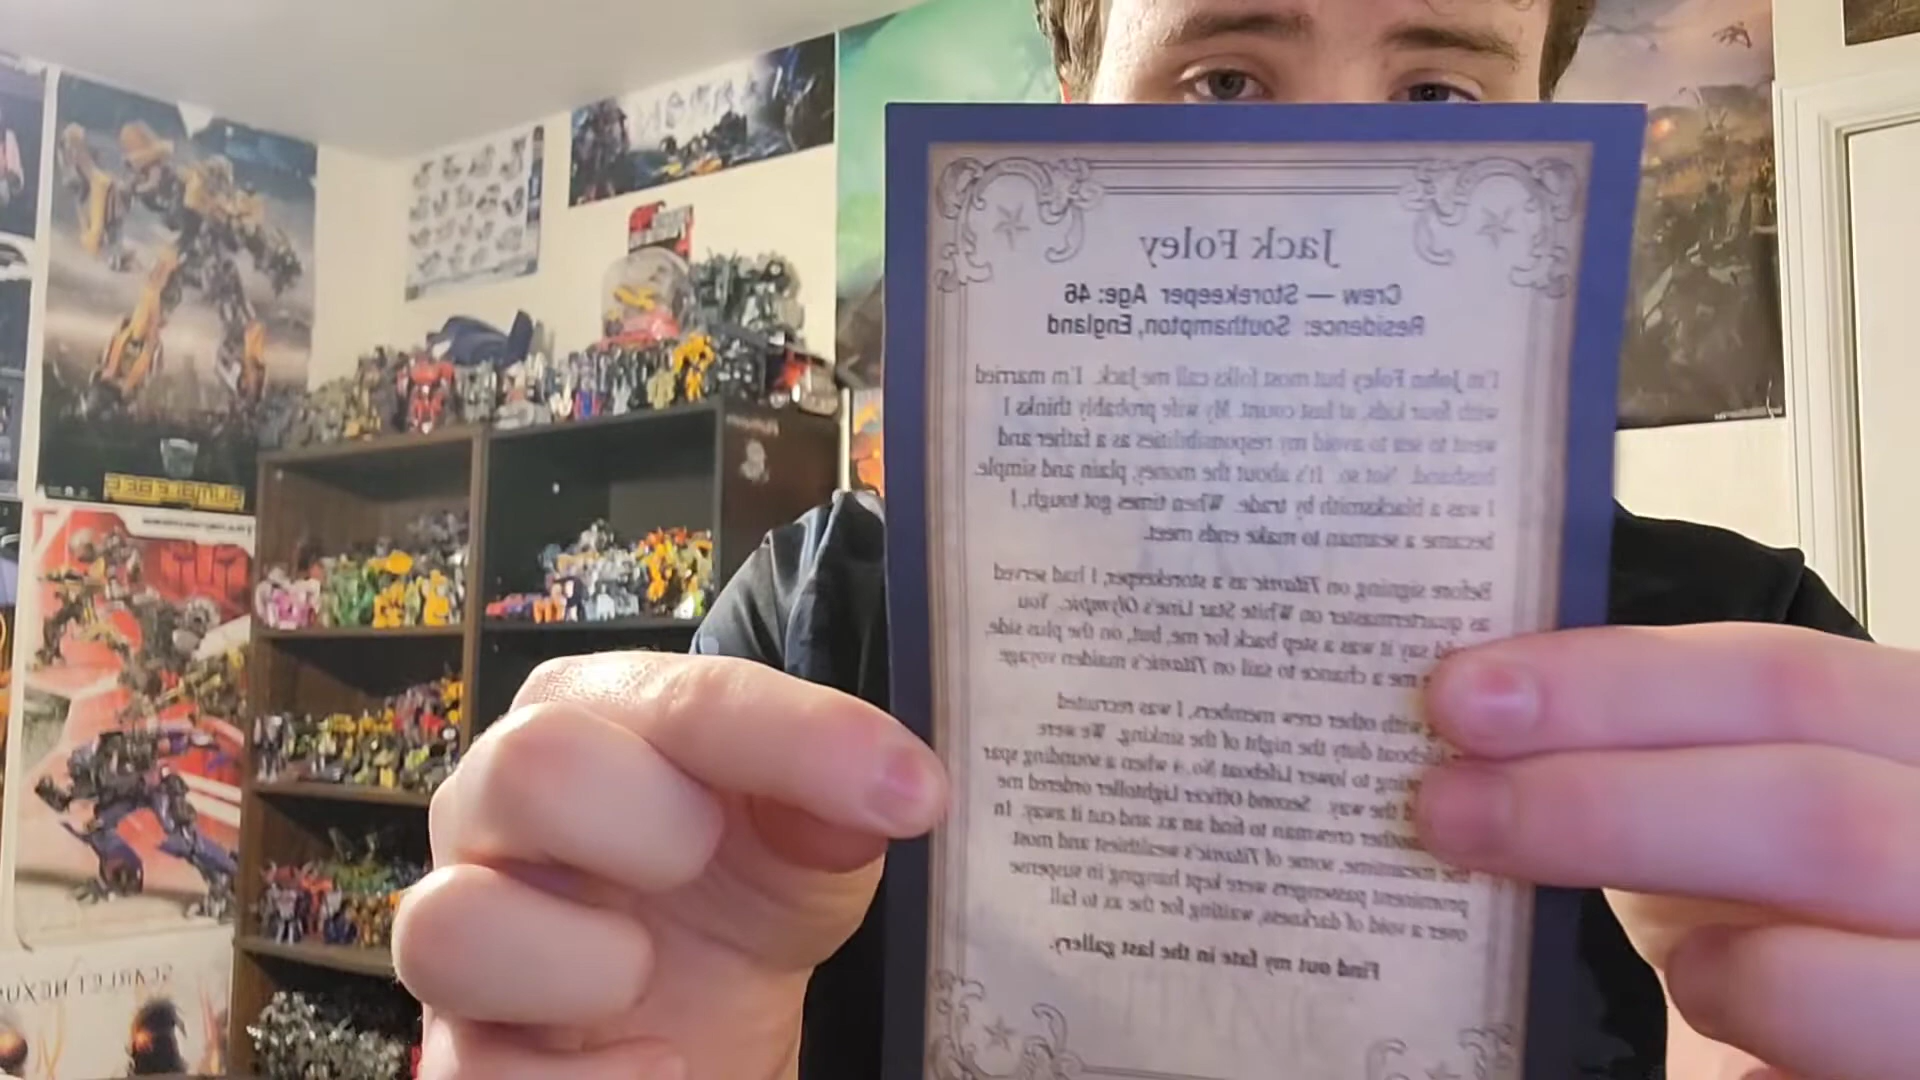 Jack Foley
Crew — Storekeeper Age: 46
Residence: Southampton, England
I'm John Foley but most folks call me Jack. I'm married
with four kids, at last count. My wife probably thinks I
went to sea to avoid my responsibilities as a father and
husband. Not so. It's about the money, plain and simple.
I was a blacksmith by trade. When times got tough, I
became a seaman to make ends meet.
Before signing on Titanic as a storekeeper, I had served
as quartermaster on White Star Line's Olympic. You
say it was a step back for me, but, on the plus side,
me a chance to sail on Titanic's maiden voyage.
with other crew members, I was recruited
duty the night of the sinking. We were
to lower Lifeboat No. 4 when a sounding spar
the way. Second Officer Lightoller ordered me
crewman to find an ax and cut it away. In
meantime, some of Titanic's wealthiest and most
prominent passengers were kept hanging in suspense
over a void of darkness, waiting for the ax to fall
Find out my fate in the last gallery.
BUMBLEBEE
SCARLET NEXUS